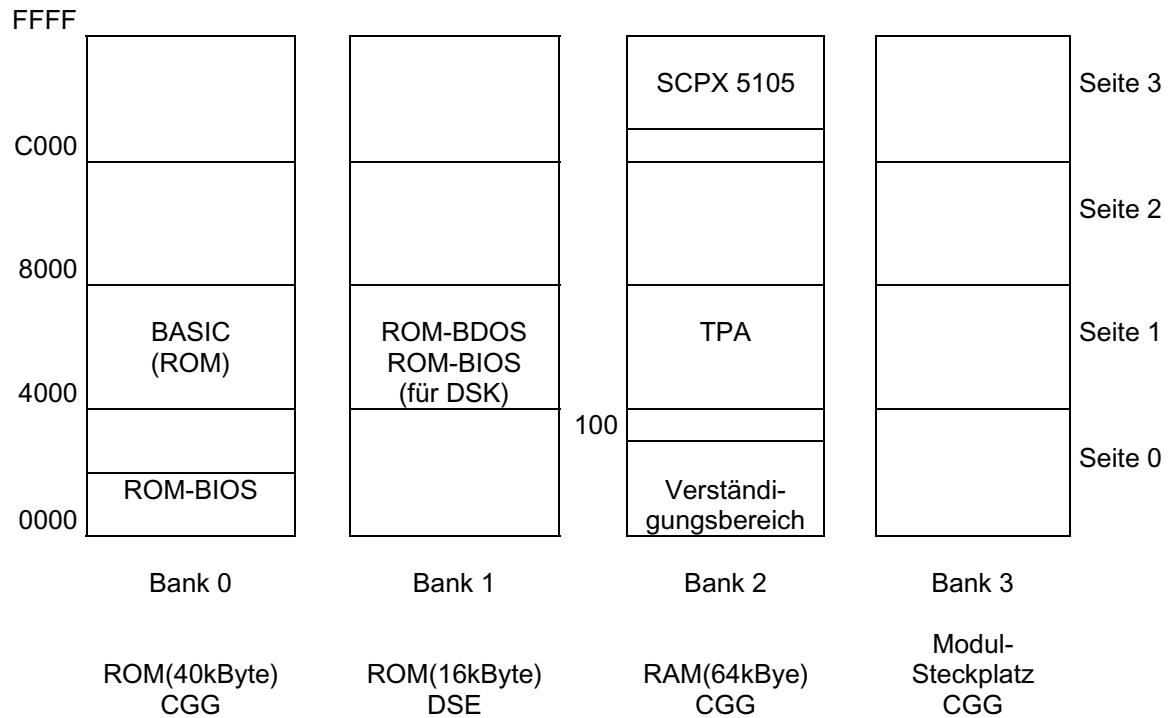 FFFF
SCPX 5105
Seite 3
C000
Seite 2
8000
BASIC
(ROM)
ROM-BDOS
ROM-BIOS
(für DSK)
TPA
Seite 1
4000
100
ROM-BIOS
Verständi-
gungsbereich
Seite 0
0000
Bank 0
Bank 1
Bank 2
Bank 3
ROM(40kByte)
CGG
ROM(16kByte)
DSE
RAM(64kBye)
CGG
Modul-
Steckplatz
CGG